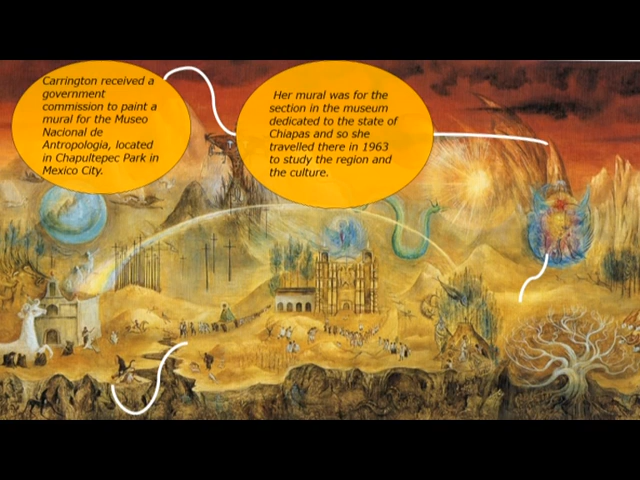 Carrington received a
government
commission to paint a
mural for the Museo
Nacional de
Antropologia, located
in Chapultepec Park in
Mexico City.
Her mural was for the
section in the museum
dedicated to the state of
Chiapas and so she
travelled there in 1963
to study the region and
the culture.